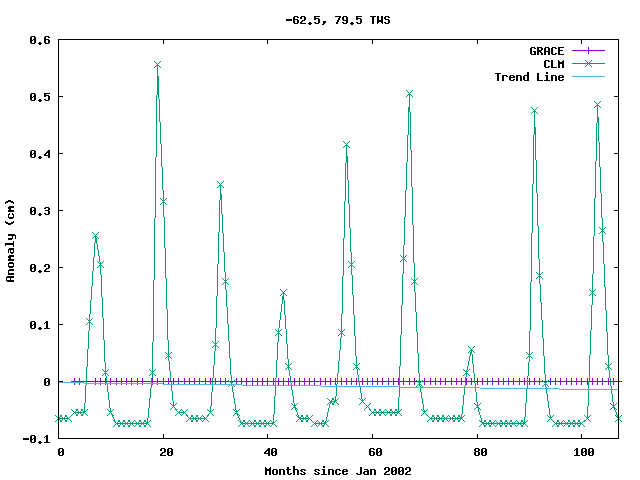 -62.5, 79.5 TWS
0.6
GRACE
CLM
Trend Line
0.5
0.4
0.3
Anomaly (cm)
0.2
0.1
0
-0.1
0 20 40 60 80 100
Months since Jan 2002